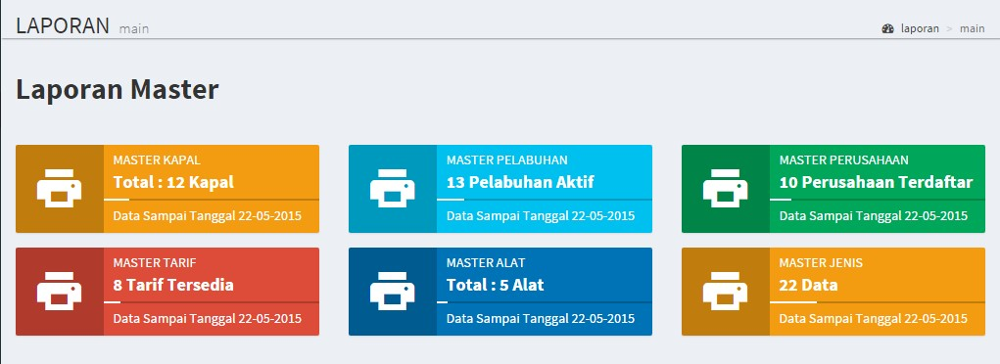 LAPORAN main
laporan > main
Laporan Master
MASTER KAPAL
Total : 12 Kapal
Data Sampai Tanggal 22-05-2015
MASTER PELABUHAN
13 Pelabuhan Aktif
Data Sampai Tanggal 22-05-2015
MASTER PERUSAHAAN
10 Perusahaan Terdaftar
Data Sampai Tanggal 22-05-2015
MASTER TARIF
8 Tarif Tersedia
Data Sampai Tanggal 22-05-2015
MASTER ALAT
Total : 5 Alat
Data Sampai Tanggal 22-05-2015
MASTER JENIS
22 Data
Data Sampai Tanggal 22-05-2015